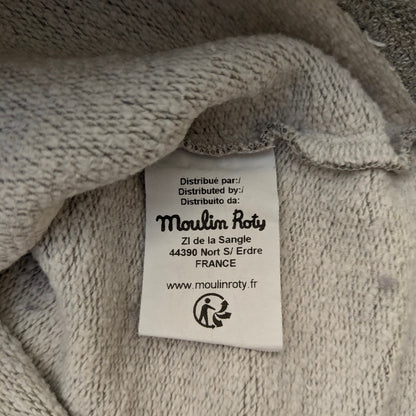 Distribué par:/
Distributed by:/
Distribuito da:
Moulin Roty
ZI de la Sangle
44390 Nort S/ Erdre
FRANCE
www.moulinroty.fr